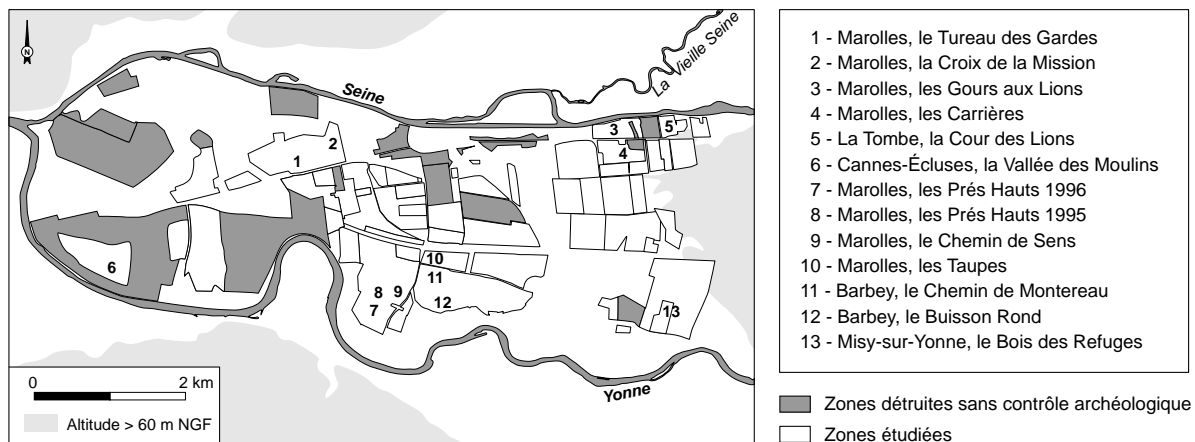 N
Seine
La Vieille Seine
2
1
3
5
4
6
10
11
8
9
7
12
13
Yonne
0 2 km
Altitude > 60 m NGF
1 - Marolles, le Tureau des Gardes
2 - Marolles, la Croix de la Mission
3 - Marolles, les Gours aux Lions
4 - Marolles, les Carrières
5 - La Tombe, la Cour des Lions
6 - Cannes-Écluses, la Vallée des Moulins
7 - Marolles, les Prés Hauts 1996
8 - Marolles, les Prés Hauts 1995
9 - Marolles, le Chemin de Sens
10 - Marolles, les Taupes
11 - Barbey, le Chemin de Montereau
12 - Barbey, le Buisson Rond
13 - Misy-sur-Yonne, le Bois des Refuges
Zones détruites sans contrôle archéologique
Zones étudiées